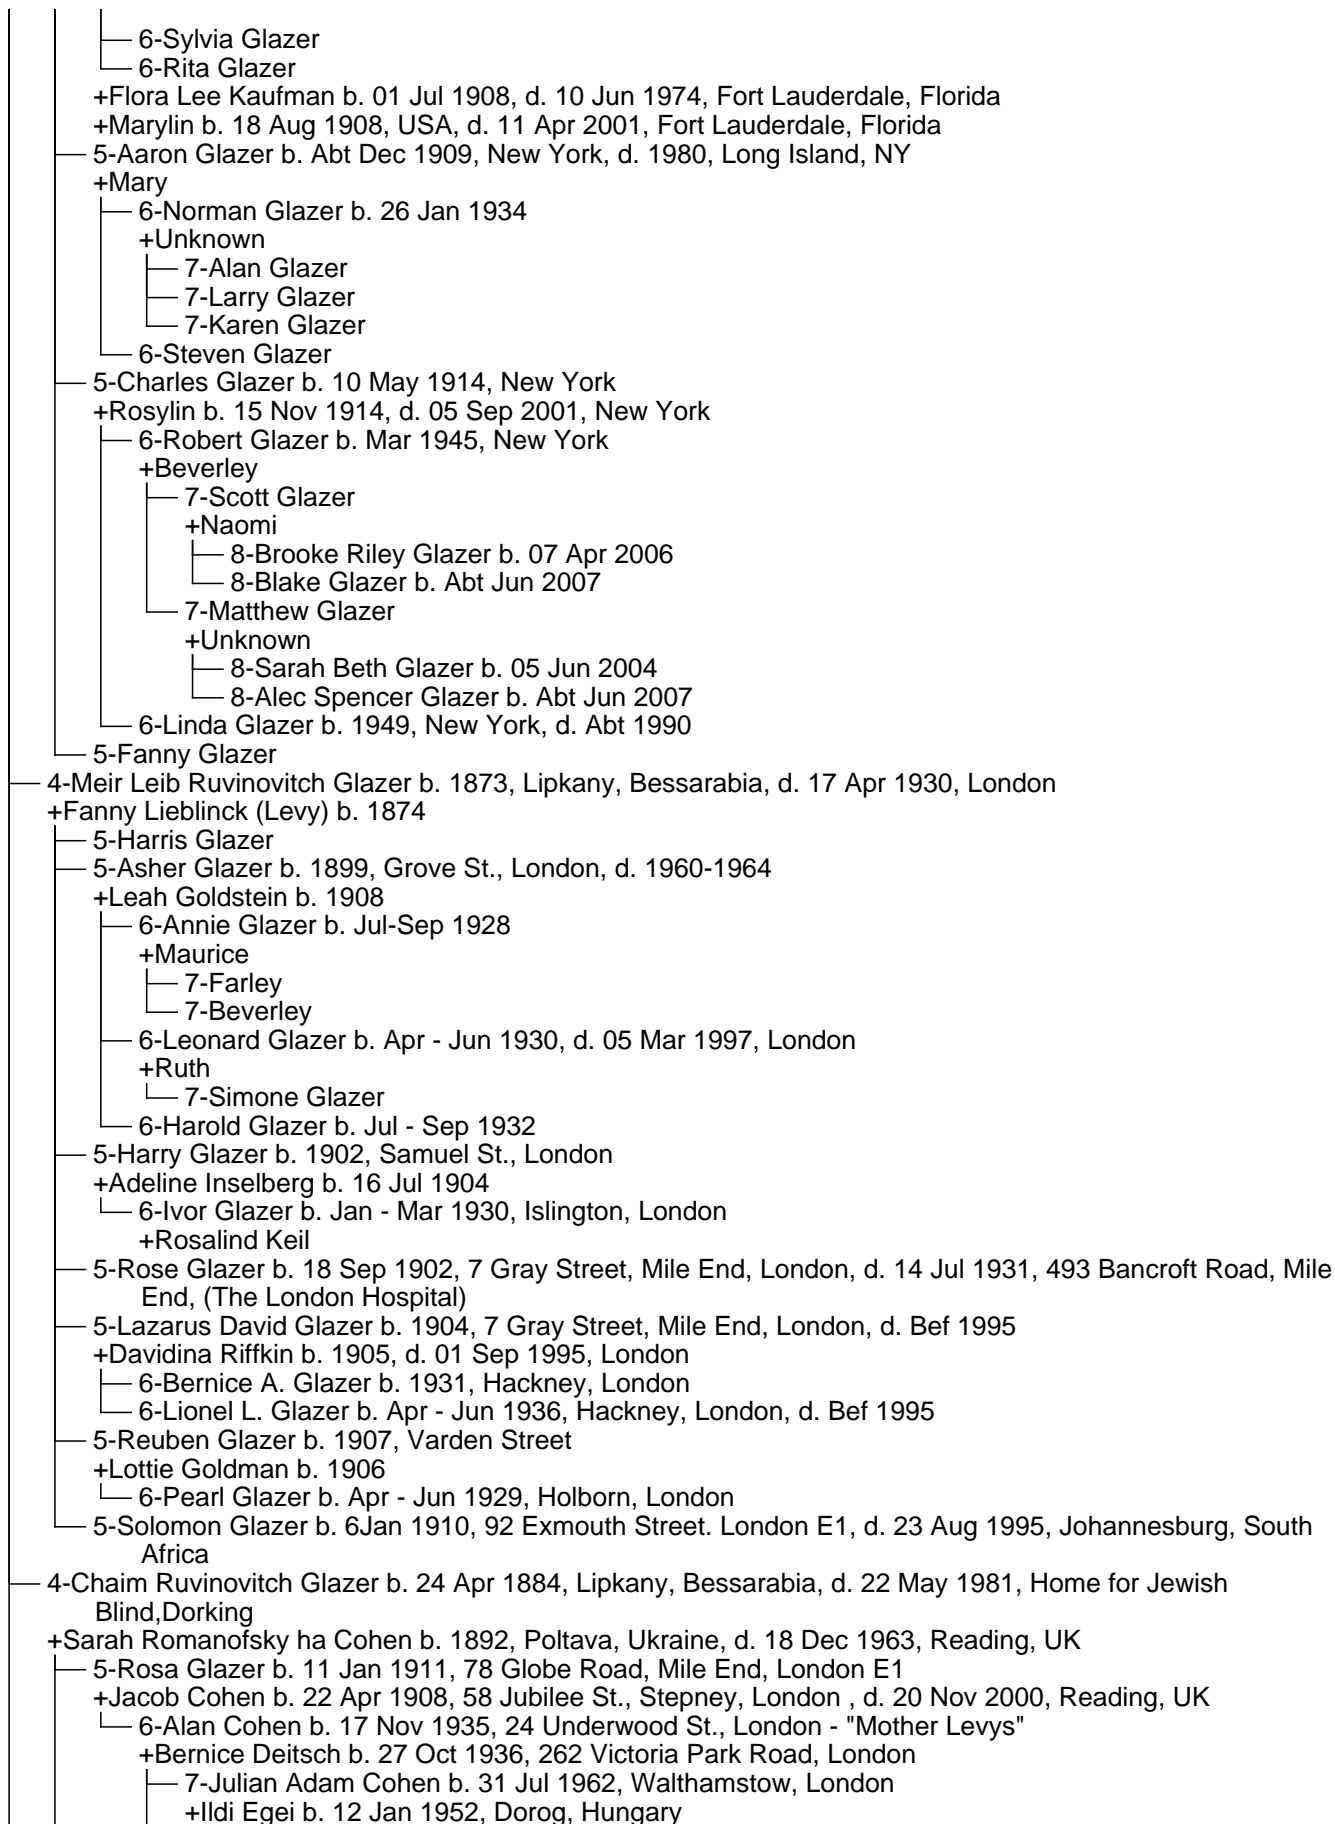 6-Sylvia Glazer
6-Rita Glazer
+Flora Lee Kaufman b. 01 Jul 1908, d. 10 Jun 1974, Fort Lauderdale, Florida
+Marylin b. 18 Aug 1908, USA, d. 11 Apr 2001, Fort Lauderdale, Florida
5-Aaron Glazer b. Abt Dec 1909, New York, d. 1980, Long Island, NY
+Mary
6-Norman Glazer b. 26 Jan 1934
+Unknown
7-Alan Glazer
7-Larry Glazer
7-Karen Glazer
6-Steven Glazer
5-Charles Glazer b. 10 May 1914, New York
+Rosylin b. 15 Nov 1914, d. 05 Sep 2001, New York
6-Robert Glazer b. Mar 1945, New York
+Beverley
7-Scott Glazer
+Naomi
8-Brooke Riley Glazer b. 07 Apr 2006
8-Blake Glazer b. Abt Jun 2007
7-Matthew Glazer
+Unknown
8-Sarah Beth Glazer b. 05 Jun 2004
8-Alec Spencer Glazer b. Abt Jun 2007
6-Linda Glazer b. 1949, New York, d. Abt 1990
5-Fanny Glazer
4-Meir Leib Ruvinovitch Glazer b. 1873, Lipkany, Bessarabia, d. 17 Apr 1930, London
+Fanny Lieblinck (Levy) b. 1874
5-Harris Glazer
5-Asher Glazer b. 1899, Grove St., London, d. 1960-1964
+Leah Goldstein b. 1908
6-Annie Glazer b. Jul-Sep 1928
+Maurice
7-Farley
7-Beverley
6-Leonard Glazer b. Apr - Jun 1930, d. 05 Mar 1997, London
+Ruth
7-Simone Glazer
6-Harold Glazer b. Jul - Sep 1932
5-Harry Glazer b. 1902, Samuel St., London
+Adeline Inselberg b. 16 Jul 1904
6-Ivor Glazer b. Jan - Mar 1930, Islington, London
+Rosalind Keil
5-Rose Glazer b. 18 Sep 1902, 7 Gray Street, Mile End, London, d. 14 Jul 1931, 493 Bancroft Road, Mile
End, (The London Hospital)
5-Lazarus David Glazer b. 1904, 7 Gray Street, Mile End, London, d. Bef 1995
+Davidina Riffkin b. 1905, d. 01 Sep 1995, London
6-Bernice A. Glazer b. 1931, Hackney, London
6-Lionel L. Glazer b. Apr - Jun 1936, Hackney, London, d. Bef 1995
5-Reuben Glazer b. 1907, Varden Street
+Lottie Goldman b. 1906
6-Pearl Glazer b. Apr - Jun 1929, Holborn, London
5-Solomon Glazer b. 6Jan 1910, 92 Exmouth Street. London E1, d. 23 Aug 1995, Johannesburg, South
Africa
4-Chaim Ruvinovitch Glazer b. 24 Apr 1884, Lipkany, Bessarabia, d. 22 May 1981, Home for Jewish
Blind,Dorking
+Sarah Romanofsky ha Cohen b. 1892, Poltava, Ukraine, d. 18 Dec 1963, Reading, UK
5-Rosa Glazer b. 11 Jan 1911, 78 Globe Road, Mile End, London E1
+Jacob Cohen b. 22 Apr 1908, 58 Jubilee St., Stepney, London , d. 20 Nov 2000, Reading, UK
6-Alan Cohen b. 17 Nov 1935, 24 Underwood St., London - "Mother Levys"
+Bernice Deitsch b. 27 Oct 1936, 262 Victoria Park Road, London
7-Julian Adam Cohen b. 31 Jul 1962, Walthamstow, London
+Ildi Egei b. 12 Jan 1952, Dorog, Hungary